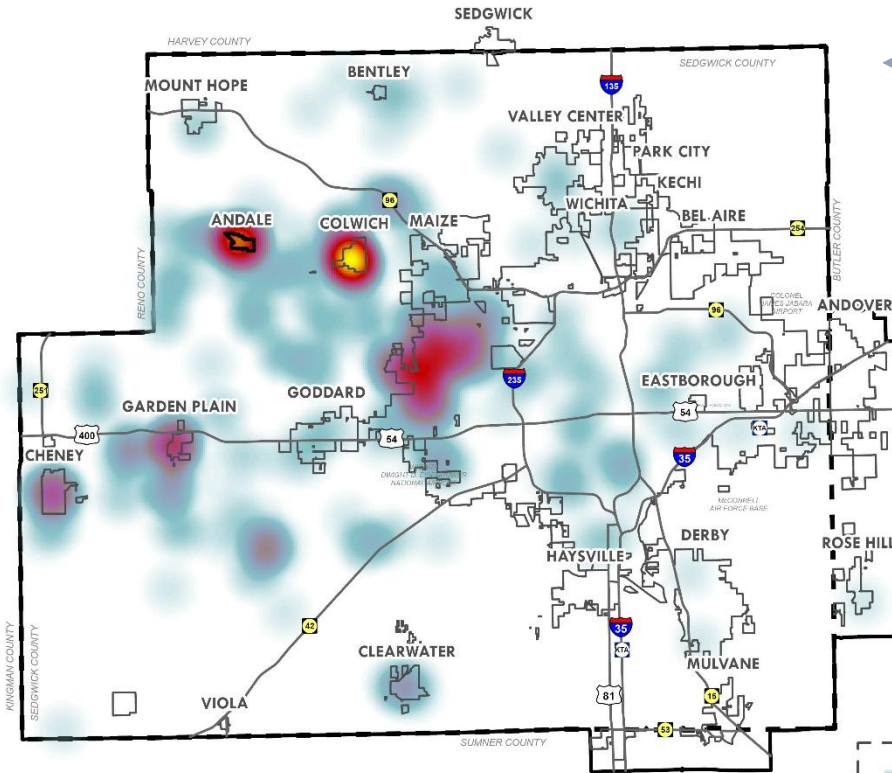 SEDGWICK
HARVEY COUNTY
SEDGWICK COUNTY
BENTLEY
MOUNT HOPE
135
VALLEY CENTER
PARK CITY
KECHI
96
WICHITA
ANDALE
COLWICH
MAIZE
BEL AIRE
254
BUTLER COUNTY
RENO COUNTY
COLONEL
JAMES JABARA
AIRPORT
ANDOVER
96
235
EASTBOROUGH
251
GODDARD
GARDEN PLAIN
54
400
54
KTA
CHENEY
35
DWIGHT D.
NATIONAL
McCONNELL
AIR FORCE BASE
DERBY
HAYSVILLE
ROSE HILL
42
35
KINGMAN COUNTY
SEDGWICK COUNTY
CLEARWATER
KTA
MULVANE
VIOLA
81
15
53
SUMNER COUNTY